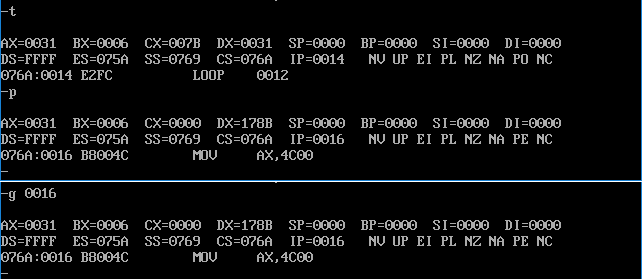 -t
AX=0031 BX=0006 CX=007B DX=0031 SP=0000 BP=0000 SI=0000 DI=0000
DS=FFFF ES=075A SS=0769 CS=076A IP=0014 NV UP EI PL NZ NA PO NC
076A:0014 E2FC LOOP 0012
-p
AX=0031 BX=0006 CX=0000 DX=178B SP=0000 BP=0000 SI=0000 DI=0000
DS=FFFF ES=075A SS=0769 CS=076A IP=0016 NV UP EI PL NZ NA PE NC
076A:0016 B8004C MOV AX,4C00
-
-g 0016
AX=0031 BX=0006 CX=0000 DX=178B SP=0000 BP=0000 SI=0000 DI=0000
DS=FFFF ES=075A SS=0769 CS=076A IP=0016 NV UP EI PL NZ NA PE NC
076A:0016 B8004C MOV AX,4C00
-